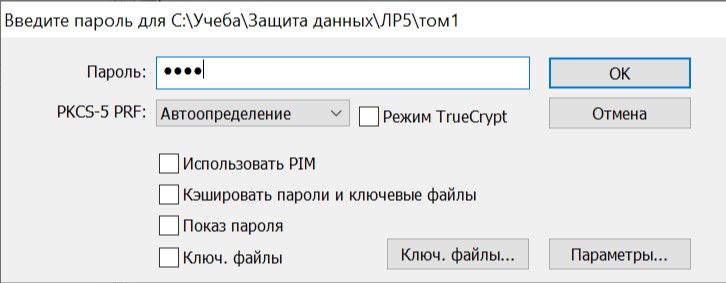 Введите пароль для C:\Учеба\Защита данных\ЛР5\том1
Пароль: ●●●● OK
PKCS-5 PRF: Автоопределение Режим TrueCrypt Отмена
Использовать PIM
Кэшировать пароли и ключевые файлы
Показ пароля
Ключ. файлы Ключ. файлы... Параметры...